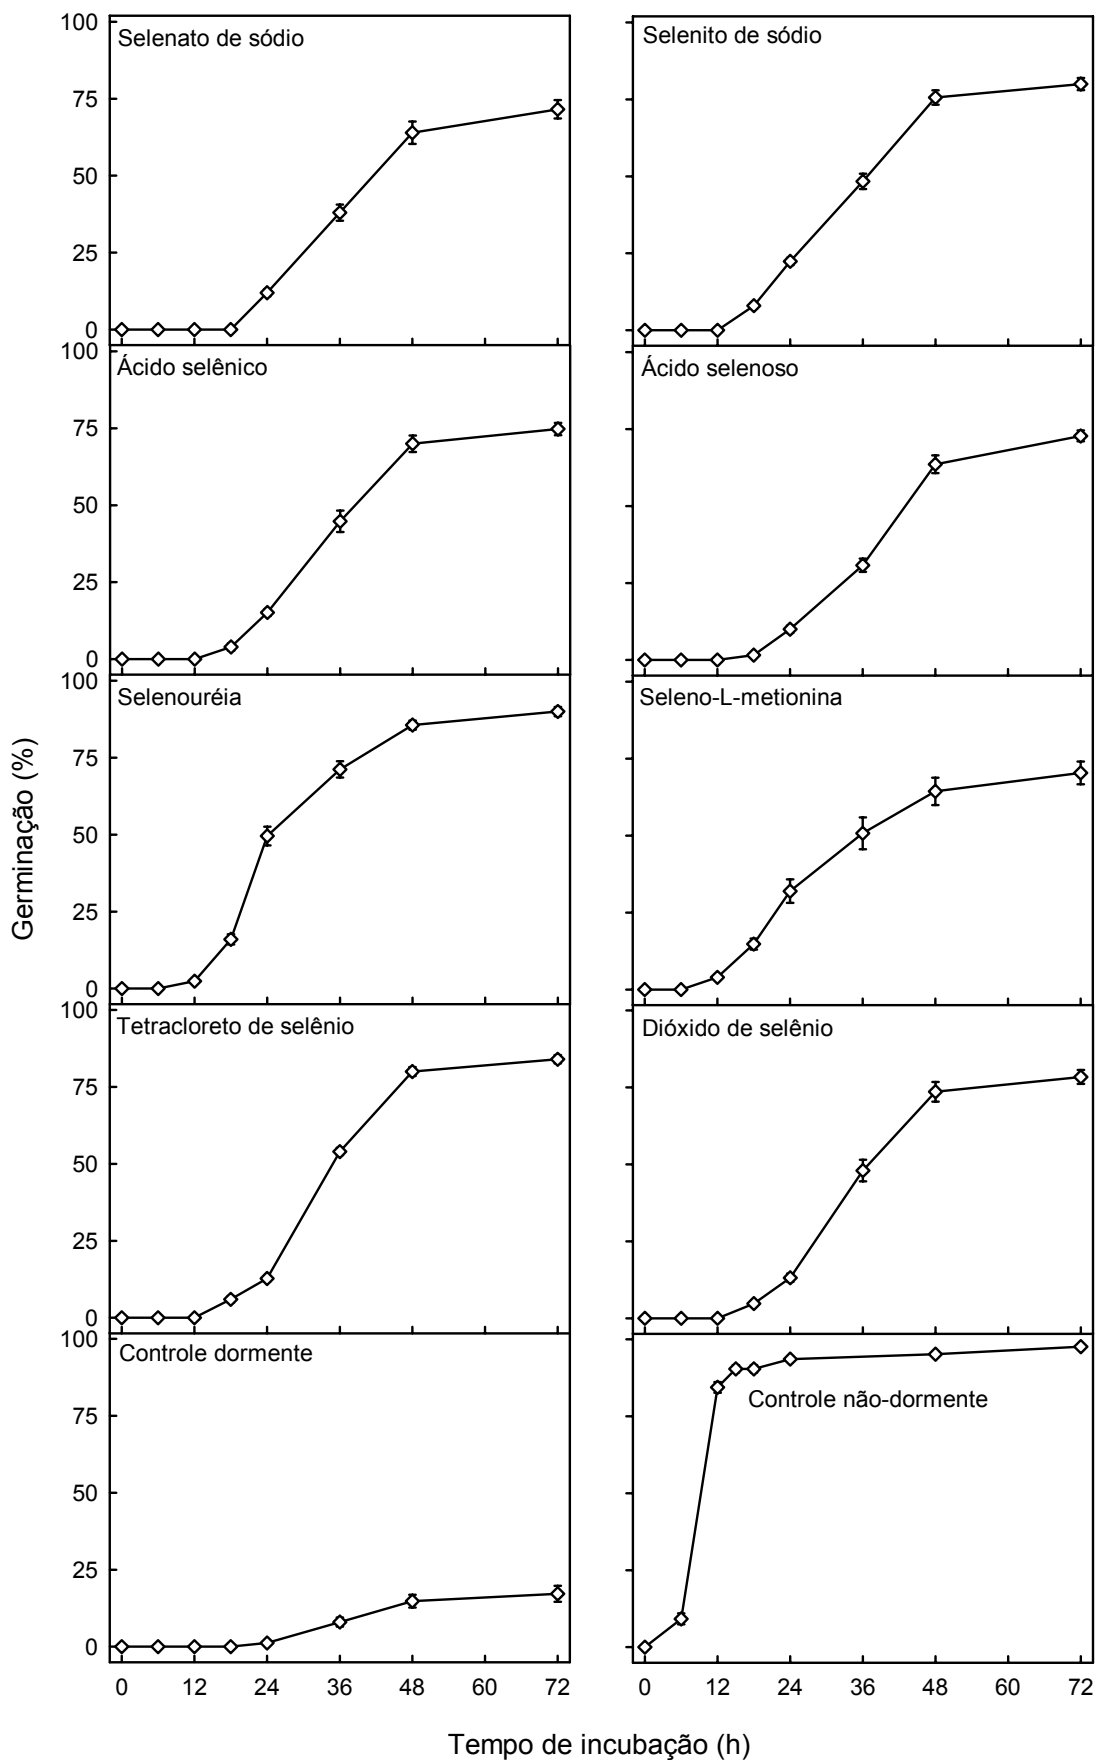 100
75
50
25
0
Selenato de sódio
Selenito de sódio
100
75
50
25
0
Ácido selênico
Ácido selenoso
100
75
50
25
0
Selenouréia
Seleno-L-metionina
100
75
50
25
0
Tetracloreto de selênio
Dióxido de selênio
100
75
50
25
0
Controle dormente
Controle não-dormente
0 12 24 36 48 60 72
0 12 24 36 48 60 72
Germinação (%)
Tempo de incubação (h)